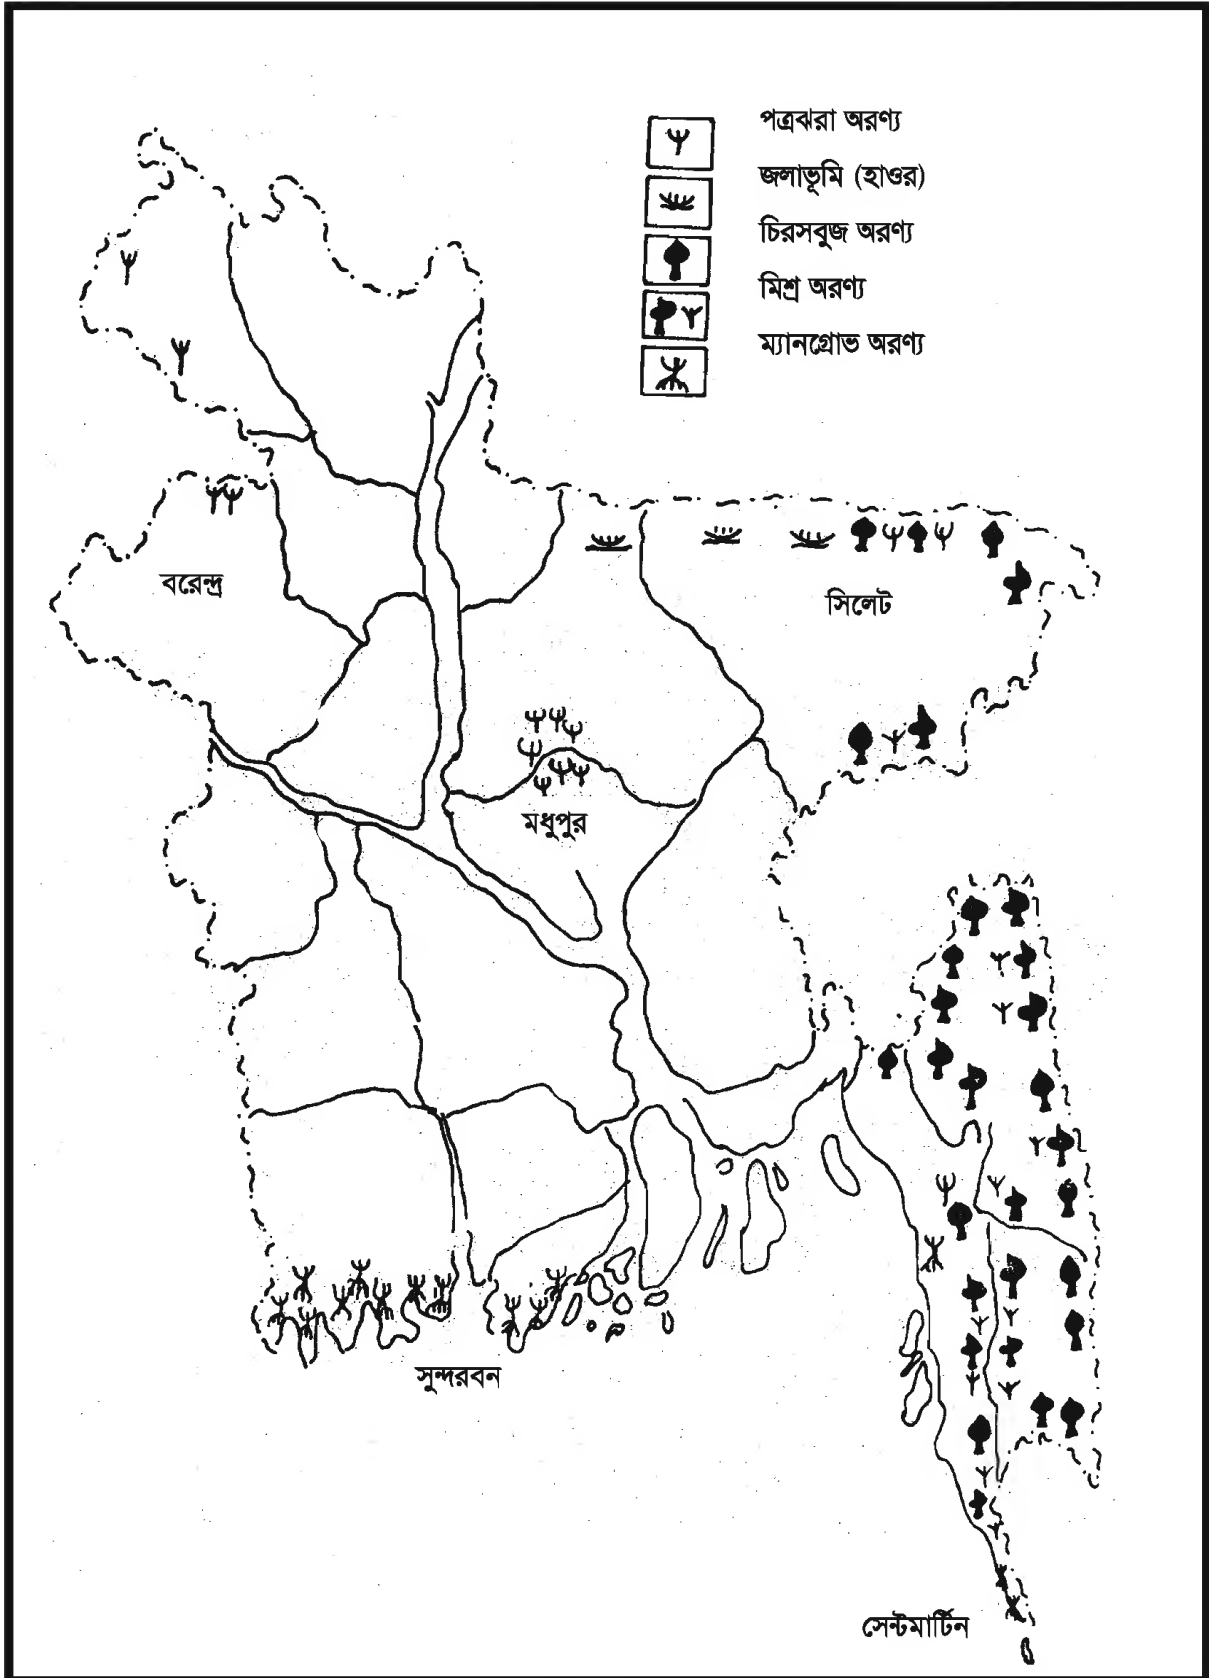 পত্রঝরা অরণ্য
জলাভূমি (হাওর)
চিরসবুজ অরণ্য
মিশ্র অরণ্য
ম্যানগ্রোভ অরণ্য
বরেন্দ্র
সিলেট
মধুপুর
সুন্দরবন
সেন্টমার্টিন